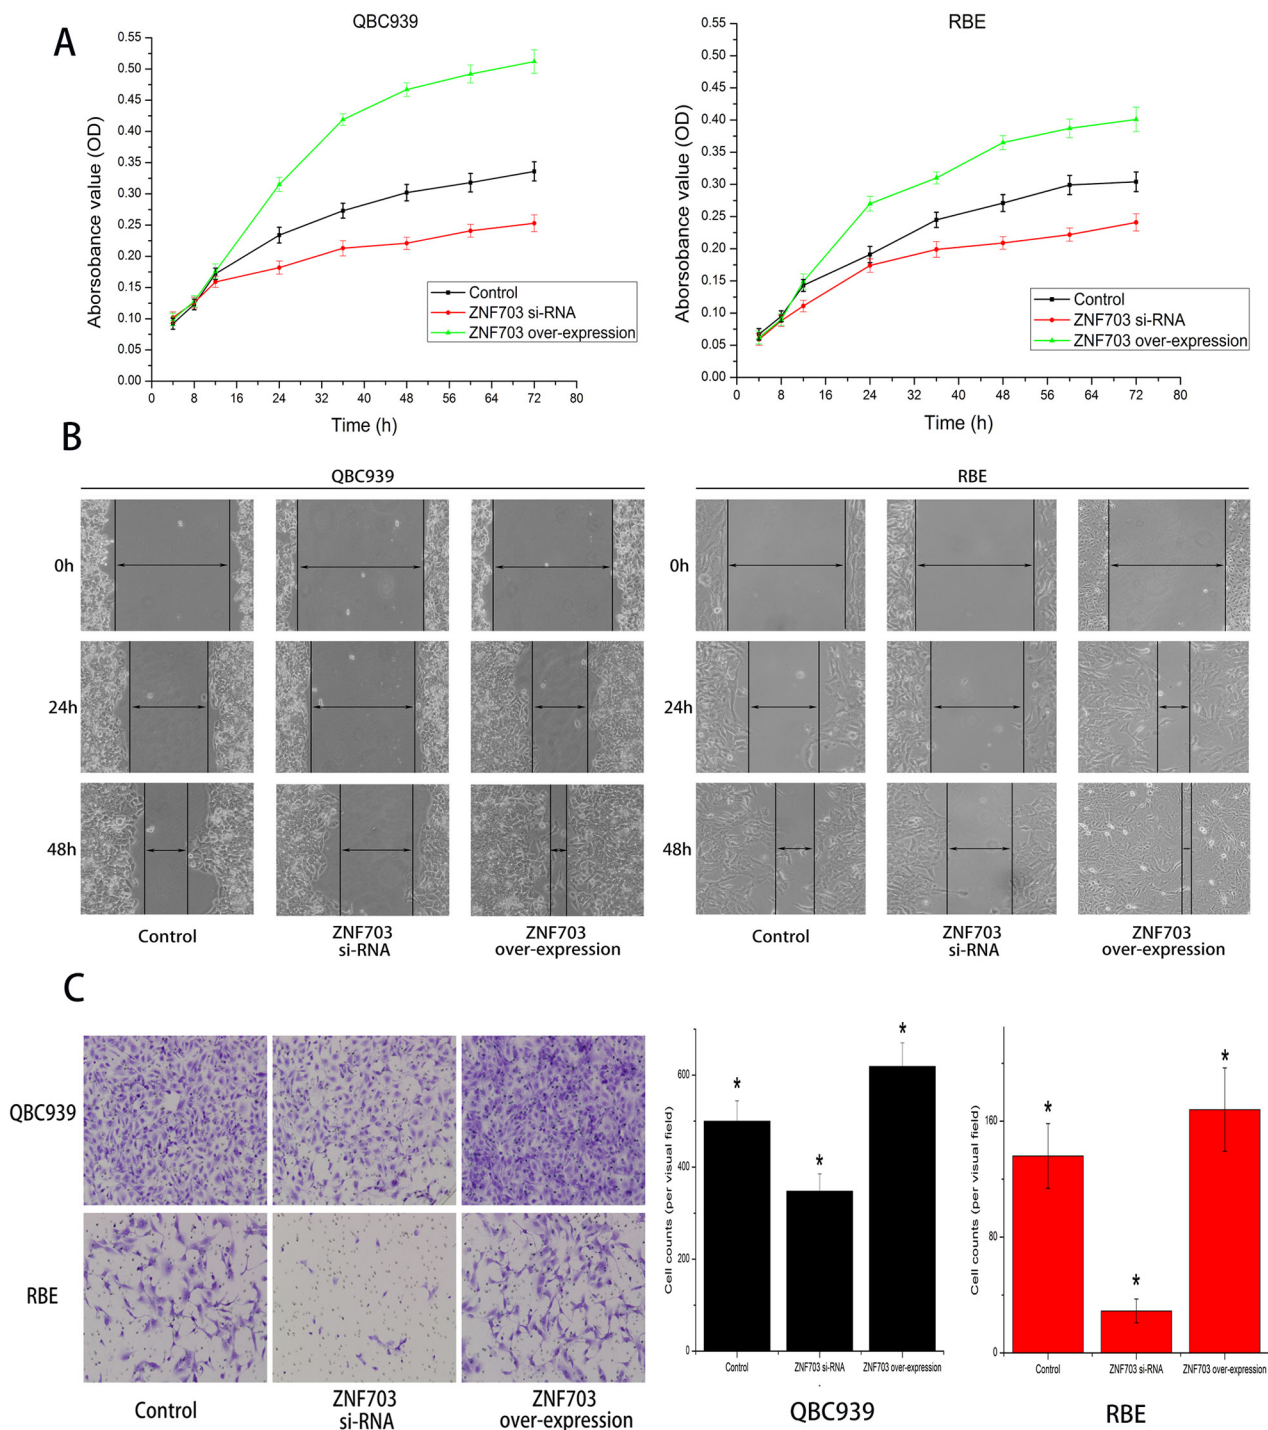 A
QBC939
Aborsobance value (OD)
0.55
0.50
0.45
0.40
0.35
0.30
0.25
0.20
0.15
0.10
0.05
0.00
0 8 16 24 32 40 48 56 64 72 80
Time (h)
Control
ZNF703 si-RNA
ZNF703 over-expression
RBE
Aborsobance value (OD)
0.55
0.50
0.45
0.40
0.35
0.30
0.25
0.20
0.15
0.10
0.05
0.00
0 8 16 24 32 40 48 56 64 72 80
Time (h)
Control
ZNF703 si-RNA
ZNF703 over-expression
B
QBC939
0h
24h
48h
Control
ZNF703
si-RNA
ZNF703
over-expression
RBE
0h
24h
48h
Control
ZNF703
si-RNA
ZNF703
over-expression
C
QBC939
RBE
Control
ZNF703
si-RNA
ZNF703
over-expression
Cell counts (per visual field)
600
400
200
0
*
*
*
Control
ZNF703 si-RNA
ZNF703 over-expression
QBC939
Cell counts (per visual field)
160
80
0
*
*
*
Control
ZNF703 si-RNA
ZNF703 over-expression
RBE